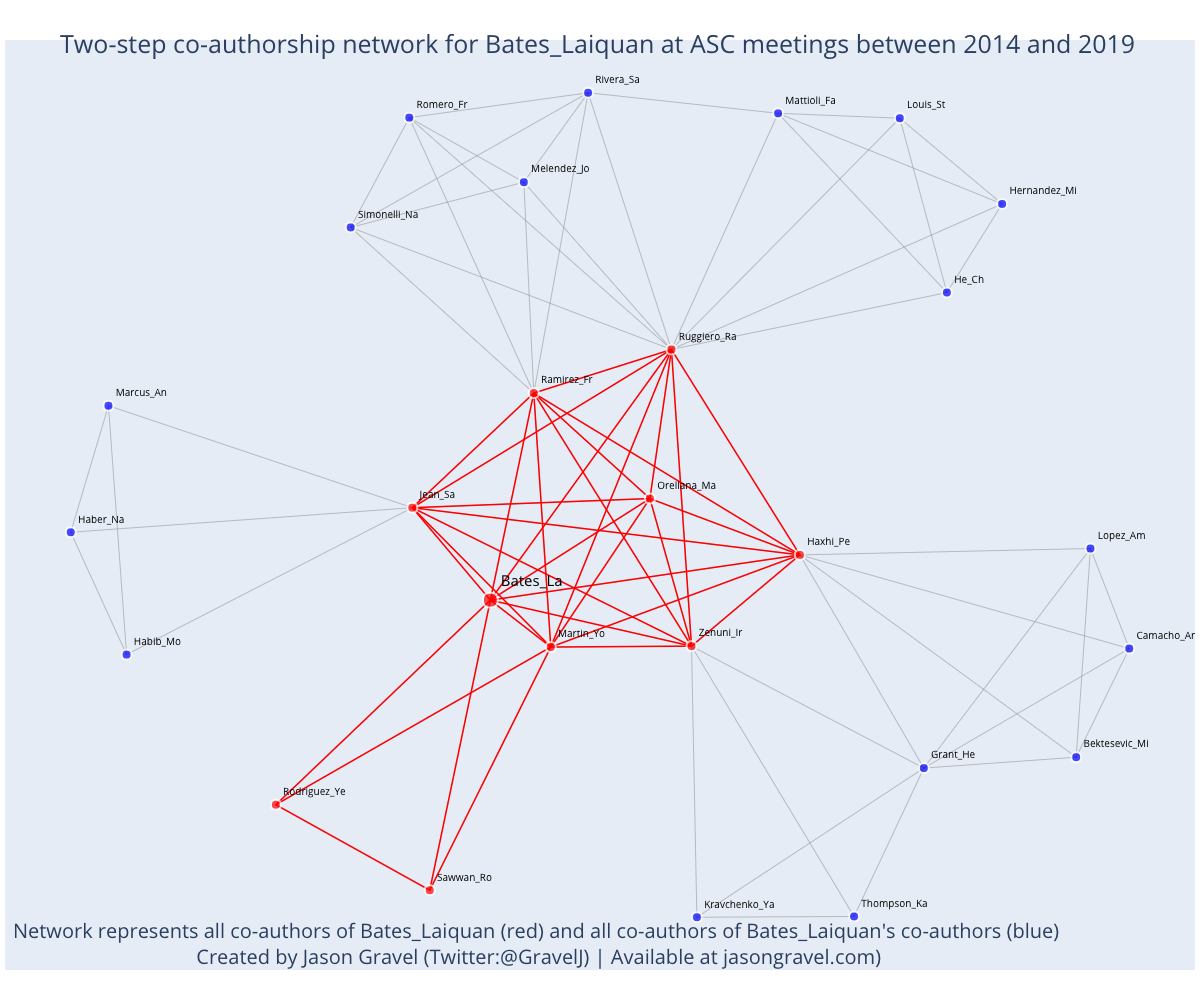 Two-step co-authorship network for Bates_Laiquan at ASC meetings between 2014 and 2019
Rivera_Sa
Romero_Fr
Mattioli_Fa
Louis_St
Melendez_Jo
Hernandez_Mi
Simonelli_Na
He_Ch
Ruggiero_Ra
Ramirez_Fr
Marcus_An
Orellana_Ma
Jean_Sa
Haber_Na
Haxhi_Pe
Lopez_Am
Bates_La
Martin_Yo
Zenuni_Ir
Camacho_Ar
Habib_Mo
Bektesevic_Mi
Grant_He
Rodriguez_Ye
Sawwan_Ro
Kravchenko_Ya
Thompson_Ka
Network represents all co-authors of Bates_Laiquan (red) and all co-authors of Bates_Laiquan's co-authors (blue)
Created by Jason Gravel (Twitter:@GravelJ) | Available at jasongravel.com)